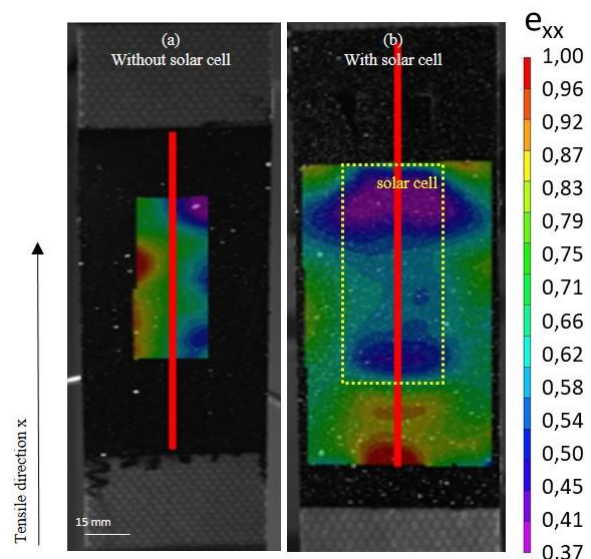 (a)
Without solar cell
(b)
With solar cell
solar cell
Tensile direction x
15 mm
exx
1,00
0,96
0,92
0,87
0,83
0,79
0,75
0,71
0,66
0,62
0,58
0,54
0,50
0,45
0,41
0,37